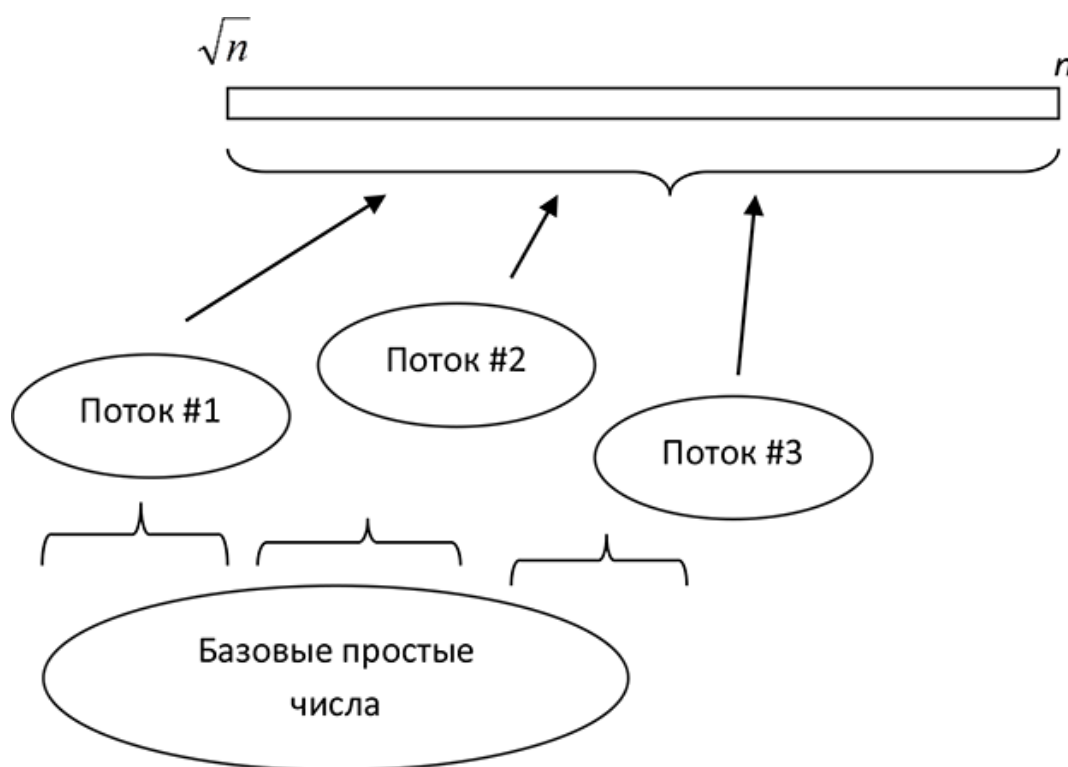 √n
n
Поток #2
Поток #1
Поток #3
Базовые простые
числа